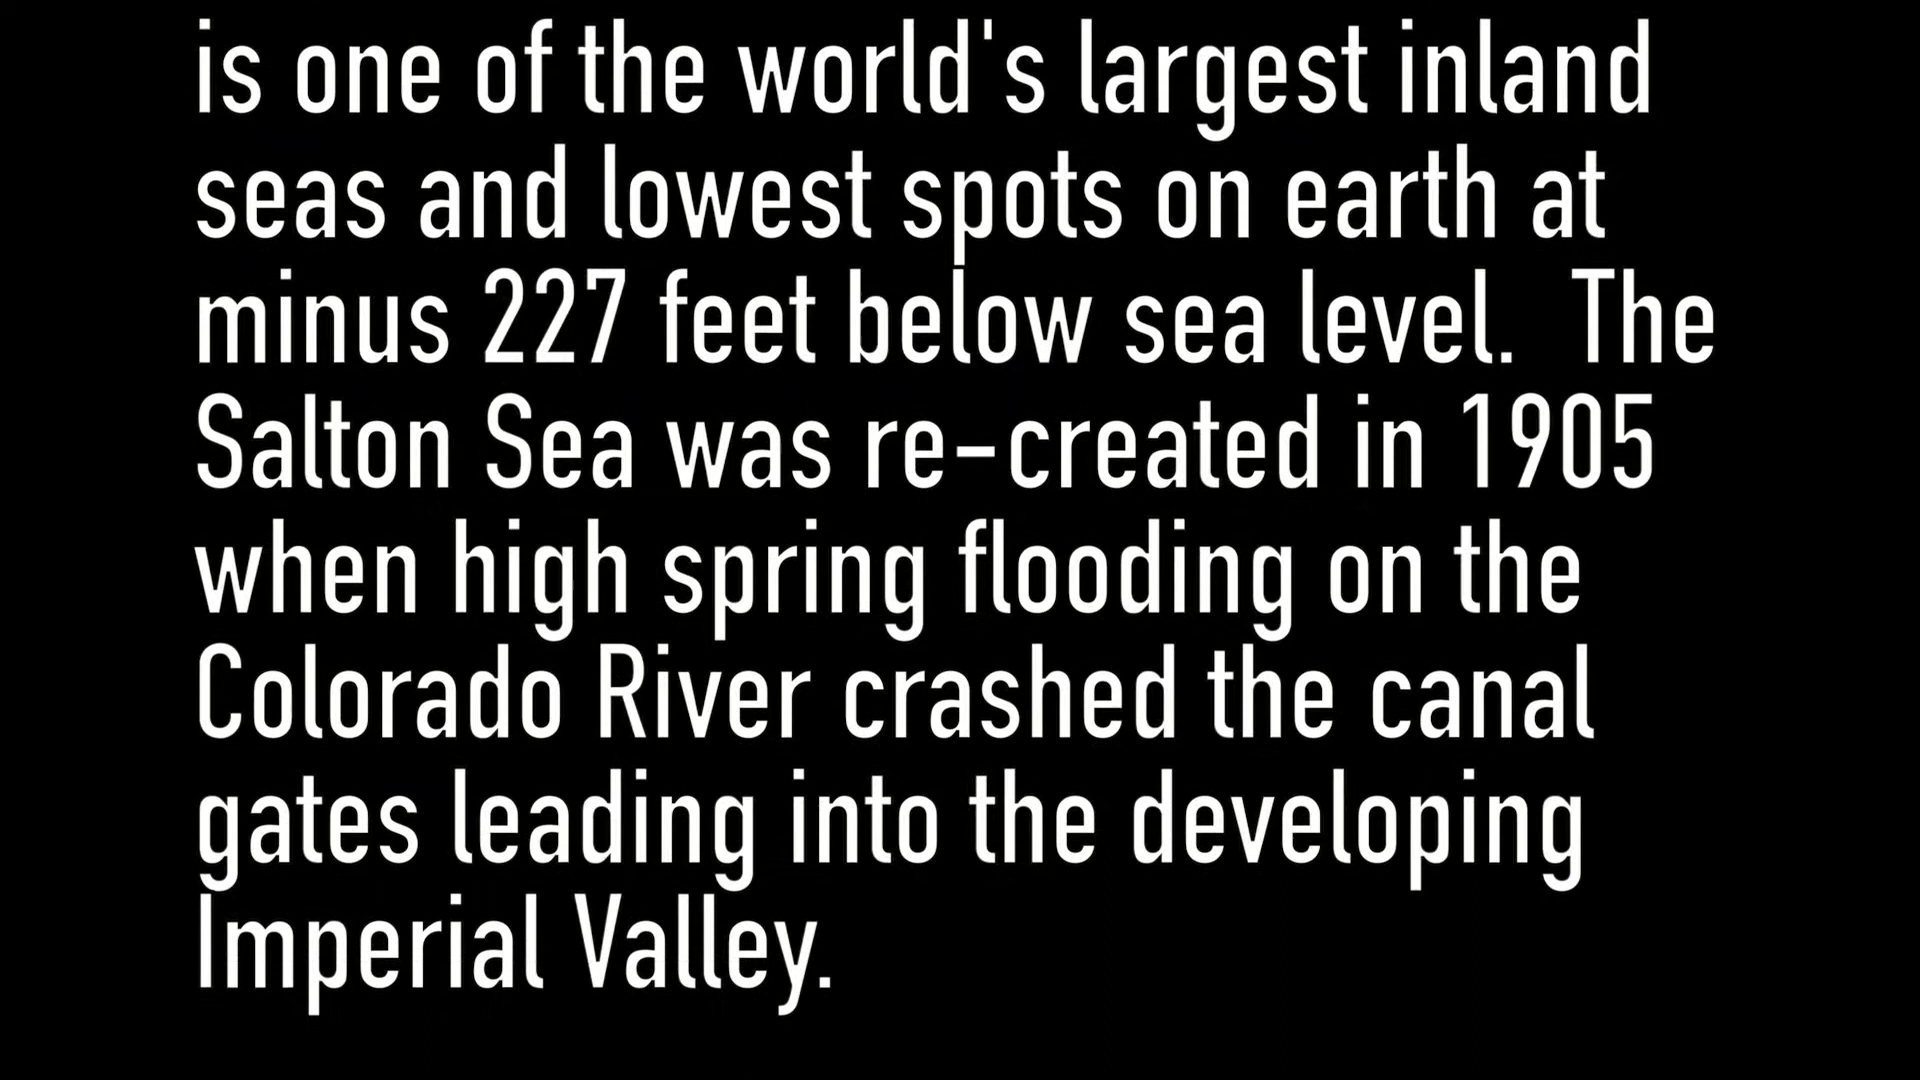 is one of the world's largest inland
seas and lowest spots on earth at
minus 227 feet below sea level.  The
Salton Sea was re-created in 1905
when high spring flooding on the
Colorado River crashed the canal
gates leading into the developing
Imperial Valley.